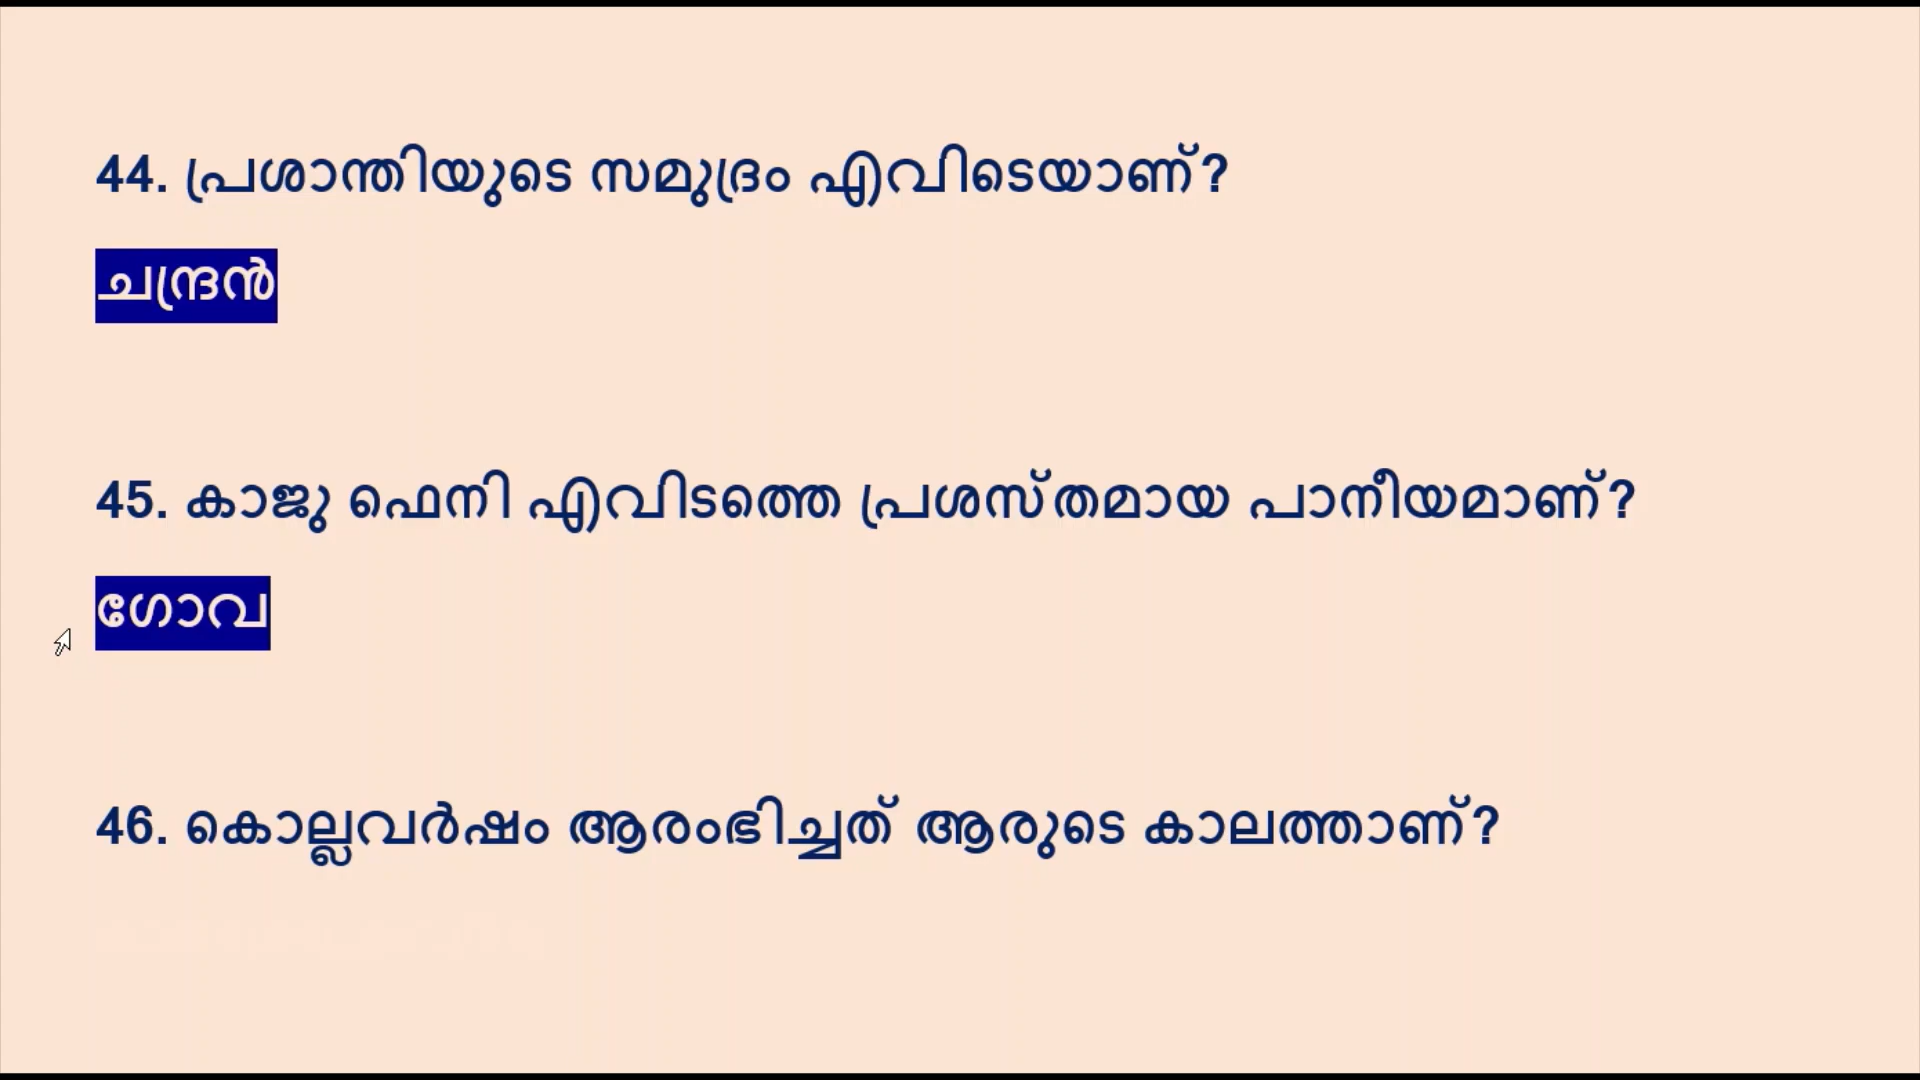 44. പ്രശാന്തിയുടെ സമുദ്രം എവിടെയാണ്?
ചന്ദ്രൻ
45. കാജു ഫെനി എവിടത്തെ പ്രശസ്തമായ പാനീയമാണ്?
ഗോവ
46. കൊല്ലവർഷം ആരംഭിച്ചത് ആരുടെ കാലത്താണ്?